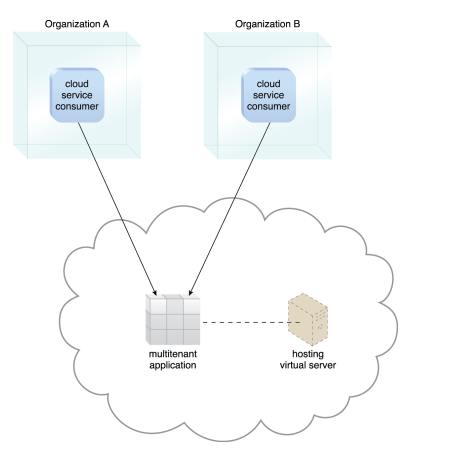 Organization A
Organization B
cloud
service
consumer
cloud
service
consumer
multitenant
application
hosting
virtual server